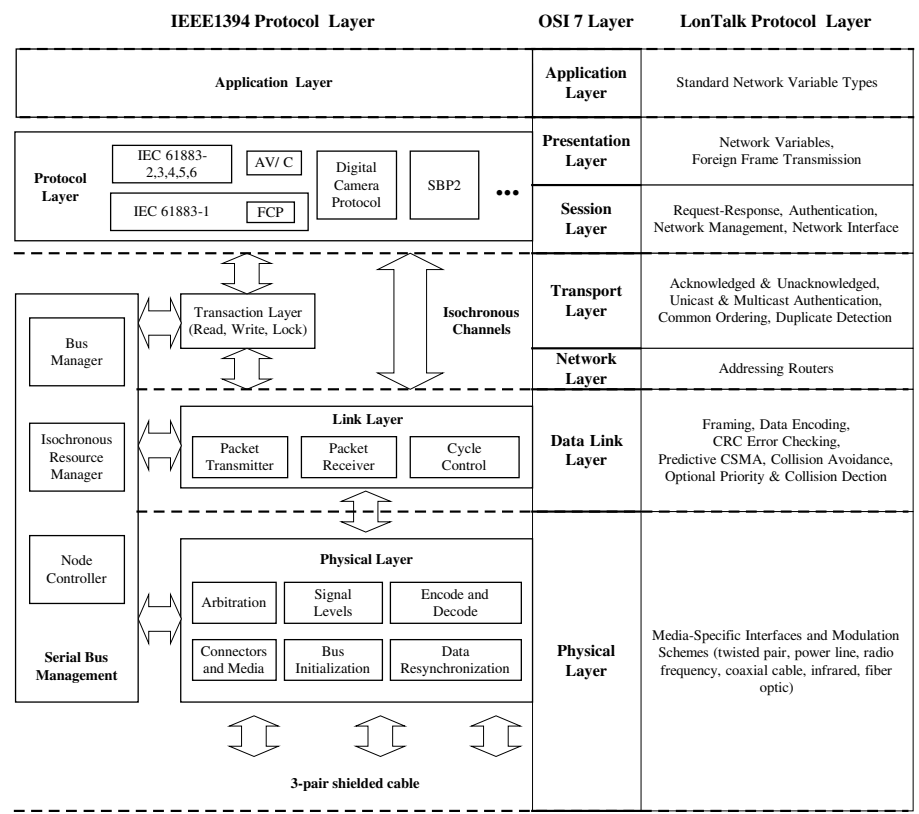 IEEE1394 Protocol Layer
OSI 7 Layer
LonTalk Protocol Layer
Application Layer
Application
Layer
Standard Network Variable Types
Protocol
Layer
IEC 61883-
2,3,4,5,6
AV/ C
IEC 61883-1
FCP
Digital
Camera
Protocol
SBP2
...
Presentation
Layer
Network Variables,
Foreign Frame Transmission
Session
Layer
Request-Response, Authentication,
Network Management, Network Interface
Transaction Layer
(Read, Write, Lock)
Isochronous
Channels
Transport
Layer
Acknowledged & Unacknowledged,
Unicast & Multicast Authentication,
Common Ordering, Duplicate Detection
Network
Layer
Addressing Routers
Bus
Manager
Isochronous
Resource
Manager
Node
Controller
Serial Bus
Management
Link Layer
Packet
Transmitter
Packet
Receiver
Cycle
Control
Data Link
Layer
Framing, Data Encoding,
CRC Error Checking,
Predictive CSMA, Collision Avoidance,
Optional Priority & Collision Dection
Physical Layer
Arbitration
Signal
Levels
Encode and
Decode
Connectors
and Media
Bus
Initialization
Data
Resynchronization
3-pair shielded cable
Physical
Layer
Media-Specific Interfaces and Modulation
Schemes (twisted pair, power line, radio
frequency, coaxial cable, infrared, fiber
optic)